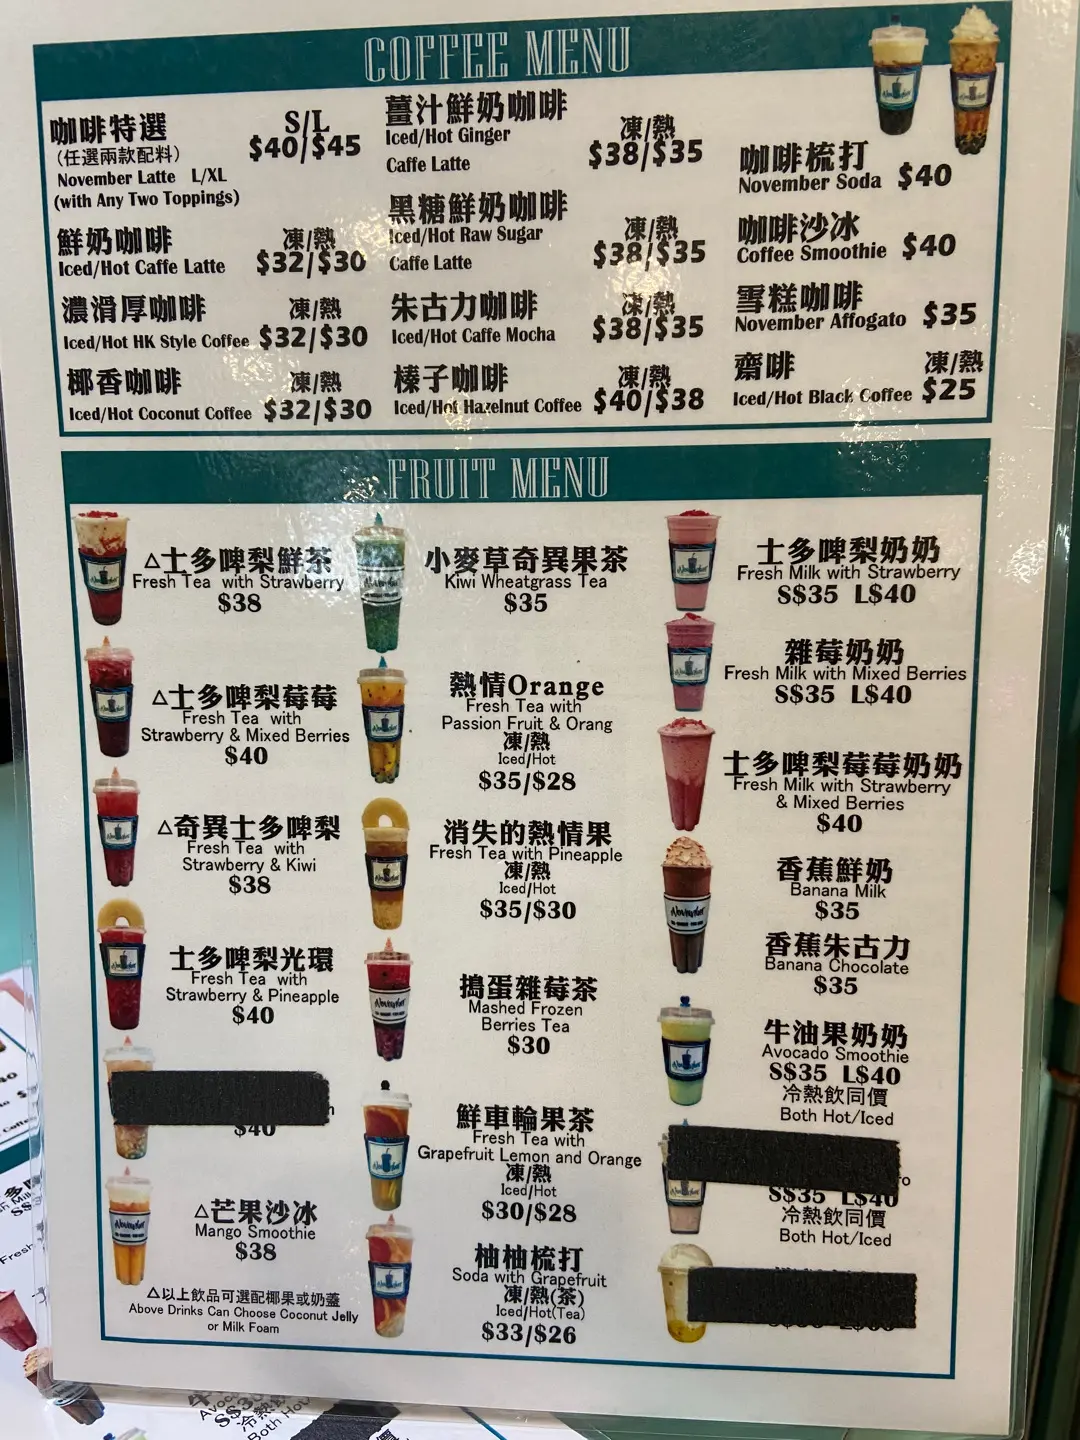 COFFEE MENU
咖啡特選
(任選兩款配料)
November Latte L/XL
(with Any Two Toppings)
S/L
$40/$45
鮮奶咖啡
Iced/Hot Caffe Latte
凍/熱
$32/$30
濃滑厚咖啡
Iced/Hot HK Style Coffee
凍/熱
$32/$30
椰香咖啡
Iced/Hot Coconut Coffee
凍/熱
$32/$30
薑汁鮮奶咖啡
Iced/Hot Ginger
Caffe Latte
凍/熱
$38/$35
黑糖鮮奶咖啡
Iced/Hot Raw Sugar
Caffe Latte
凍/熱
$38/$35
朱古力咖啡
Iced/Hot Caffe Mocha
凍/熱
$38/$35
榛子咖啡
Iced/Hot Hazelnut Coffee
凍/熱
$40/$38
咖啡梳打
November Soda
$40
咖啡沙冰
Coffee Smoothie
$40
雪糕咖啡
November Affogato
$35
齋啡
Iced/Hot Black Coffee
凍/熱
$25
FRUIT MENU
△士多啤梨鮮茶
Fresh Tea with Strawberry
$38
△士多啤梨莓莓
Fresh Tea with
Strawberry & Mixed Berries
$40
△奇異士多啤梨
Fresh Tea with
Strawberry & Kiwi
$38
士多啤梨光環
Fresh Tea with
Strawberry & Pineapple
$40
$40
△芒果沙冰
Mango Smoothie
$38
△以上飲品可選配椰果或奶蓋
Above Drinks Can Choose Coconut Jelly
or Milk Foam
小麥草奇異果茶
Kiwi Wheatgrass Tea
$35
熱情Orange
Fresh Tea with
Passion Fruit & Orang
凍/熱
Iced/Hot
$35/$28
消失的熱情果
Fresh Tea with Pineapple
凍/熱
Iced/Hot
$35/$30
搗蛋雜莓茶
Mashed Frozen
Berries Tea
$30
鮮車輪果茶
Fresh Tea with
Grapefruit Lemon and Orange
凍/熱
Iced/Hot
$30/$28
柚柚梳打
Soda with Grapefruit
凍/熱(茶)
Iced/Hot(Tea)
$33/$26
士多啤梨奶奶
Fresh Milk with Strawberry
S$35 L$40
雜莓奶奶
Fresh Milk with Mixed Berries
S$35 L$40
士多啤梨莓莓奶奶
Fresh Milk with Strawberry
& Mixed Berries
$40
香蕉鮮奶
Banana Milk
$35
香蕉朱古力
Banana Chocolate
$35
牛油果奶奶
Avocado Smoothie
S$35 L$40
冷熱飲同價
Both Hot/Iced
S$35 L$40
冷熱飲同價
Both Hot/Iced